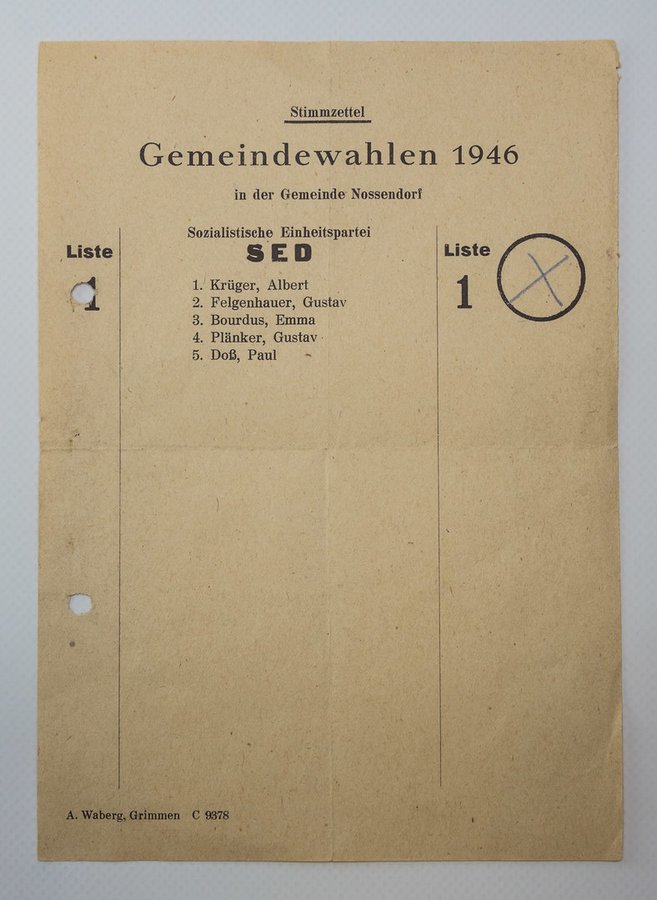 Stimmzettel
Gemeindewahlen 1946
in der Gemeinde Nossendorf
Liste
1
Sozialistische Einheitspartei
SED
1. Krüger, Albert
2. Felgenhauer, Gustav
3. Bourdus, Emma
4. Plänker, Gustav
5. Doß, Paul
Liste
1
A. Waberg, Grimmen C 9378